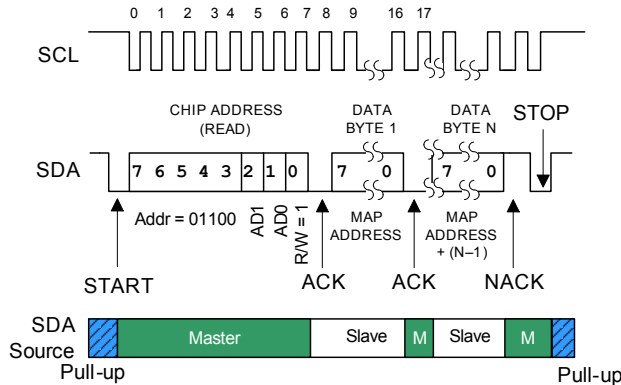 0 1 2 3 4 5 6 7 8 9 16 17
SCL
CHIP ADDRESS (READ)
DATA BYTE 1
DATA BYTE N
STOP
SDA
7 6 5 4 3 2 1 0 7 0 7 0
Addr = 01100
AD1
AD0
R/W = 1
MAP ADDRESS
MAP ADDRESS + (N–1)
START
ACK
ACK
NACK
SDA Source
Master Slave M Slave M
Pull-up
Pull-up